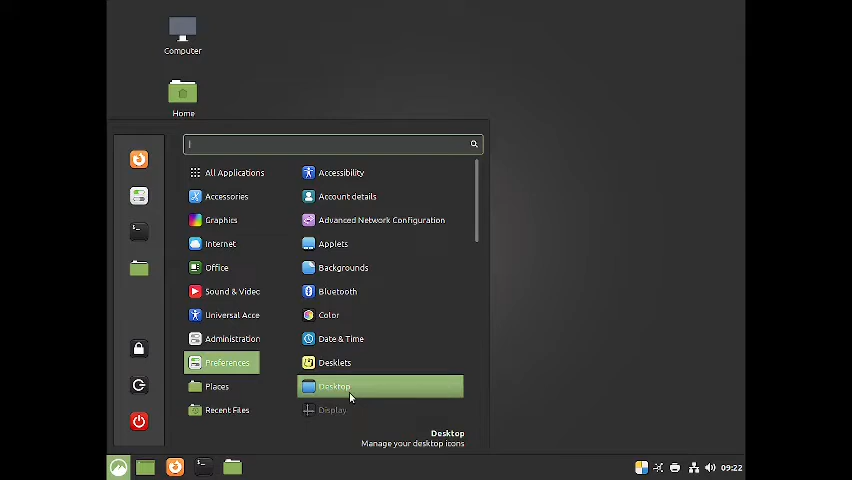 Computer
Home
All Applications
Accessories
Graphics
Internet
Office
Sound & Video
Universal Acce
Administration
Preferences
Places
Recent Files
Accessibility
Account details
Advanced Network Configuration
Applets
Backgrounds
Bluetooth
Color
Date & Time
Desklets
Desktop
Display
Desktop
Manage your desktop icons
09:22